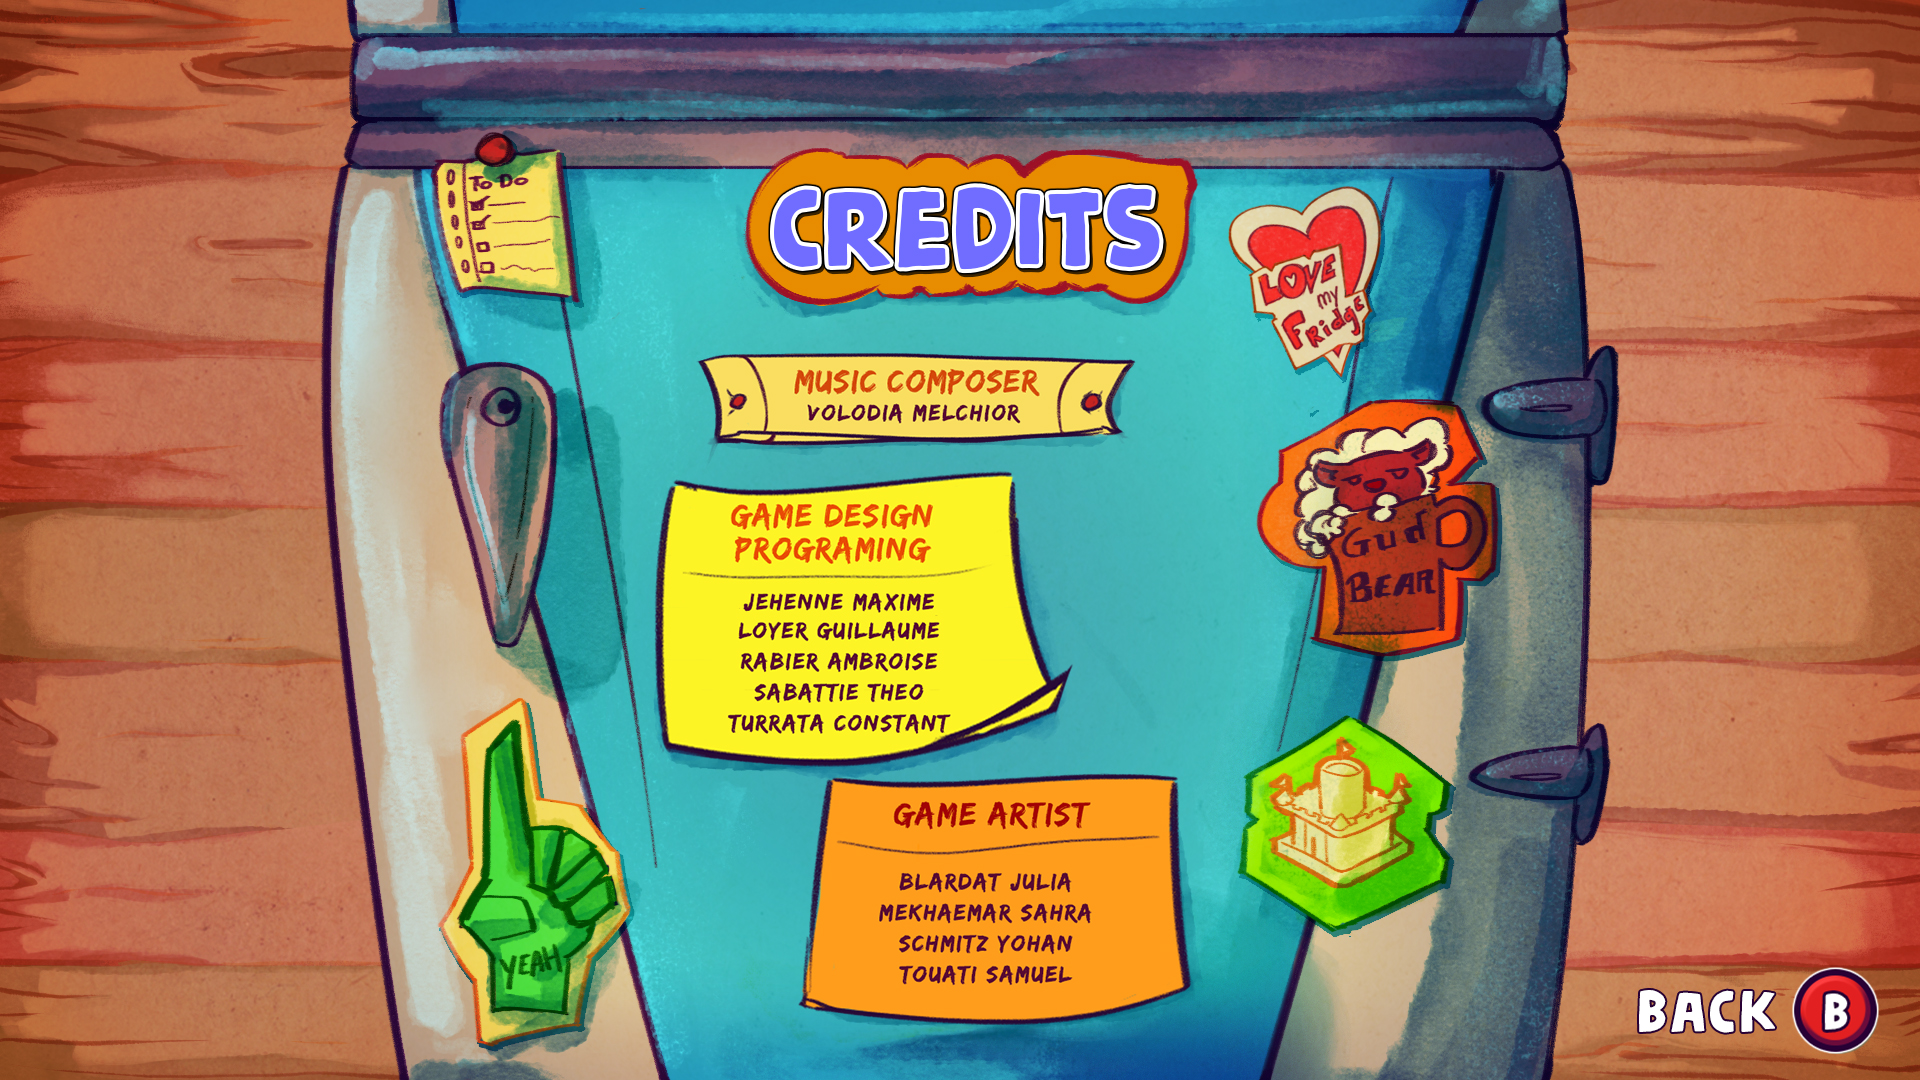 To Do
CREDITS
LOVE
my
Fridge
MUSIC COMPOSER
VOLODIA MELCHIOR
GAME DESIGN
PROGRAMING
JEHENNE MAXIME
LOYER GUILLAUME
RABIER AMBROISE
SABATTIE THEO
TURRATA CONSTANT
Gud
BEAR
GAME ARTIST
BLARDAT JULIA
MEKHAEMAR SAHRA
SCHMITZ YOHAN
TOUATI SAMUEL
YEAH
BACK B